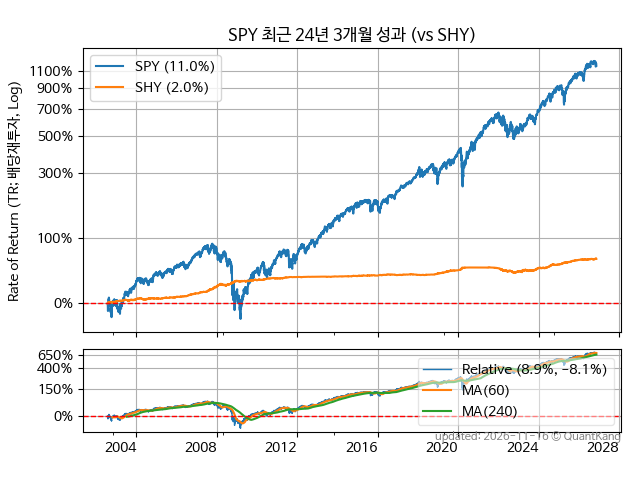 SPY 최근 24년 3개월 성과 (vs SHY)
SPY (11.0%)
SHY (2.0%)
Rate of Return (TR; 배당재투자, Log)
1100%
900%
700%
500%
300%
100%
0%
650%
400%
150%
0%
Relative (8.9%, -8.1%)
MA(60)
MA(240)
2004
2008
2012
2016
2020
2024
2028
updated: 2026-11-16 © QuantKang